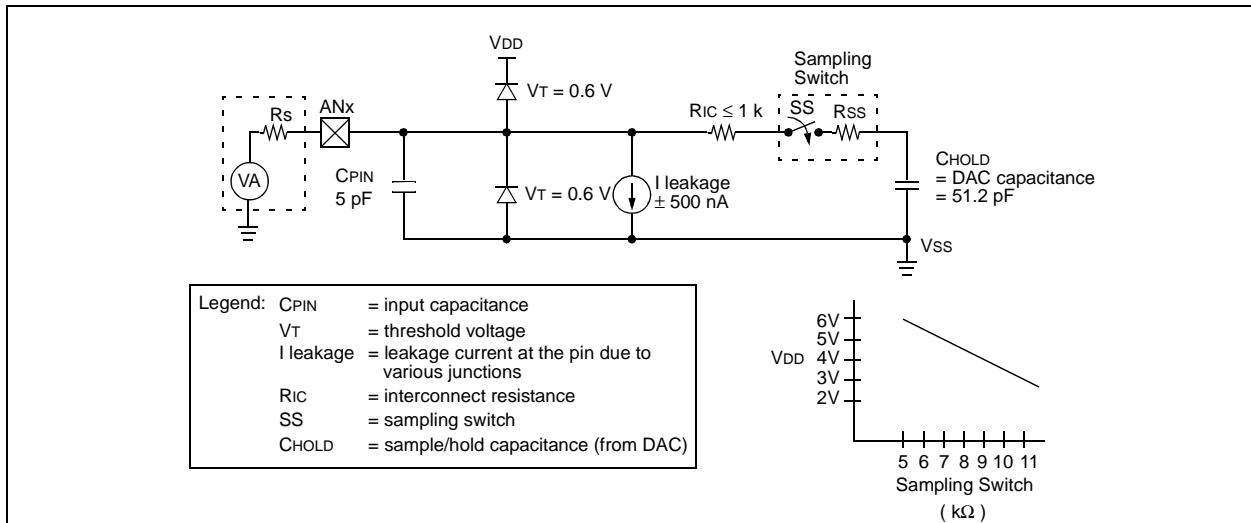 VDD
VT = 0.6 V
Sampling
Switch
RS
ANx
RIC ≤ 1 k
SS
RSS
VA
CPIN
5 pF
VT = 0.6 V
I leakage
± 500 nA
CHOLD
= DAC capacitance
= 51.2 pF
VSS
Legend: CPIN = input capacitance
VT = threshold voltage
I leakage = leakage current at the pin due to
various junctions
RIC = interconnect resistance
SS = sampling switch
CHOLD = sample/hold capacitance (from DAC)
6V
5V
VDD 4V
3V
2V
5 6 7 8 9 10 11
Sampling Switch
( kΩ )